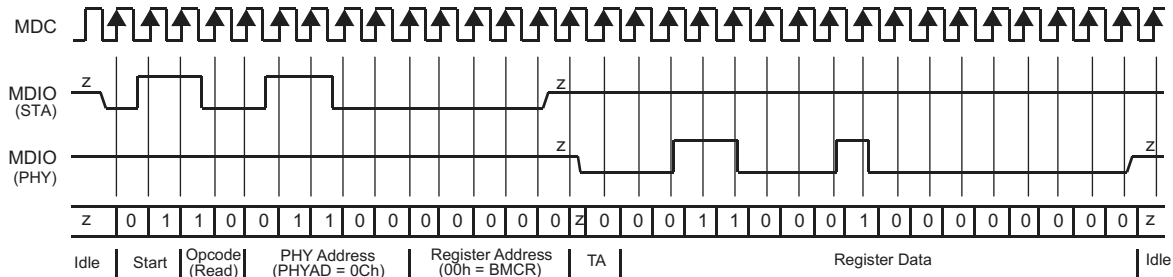 MDC
z
z
MDIO
(STA)
z
z
MDIO
(PHY)
z 0 1 1 0 0 1 1 0 0 0 0 0 0 0 z 0 0 0 1 1 0 0 0 1 0 0 0 0 0 0 0 0 z
Idle Start Opcode (Read) PHY Address (PHYAD = 0Ch) Register Address (00h = BMCR) TA Register Data Idle